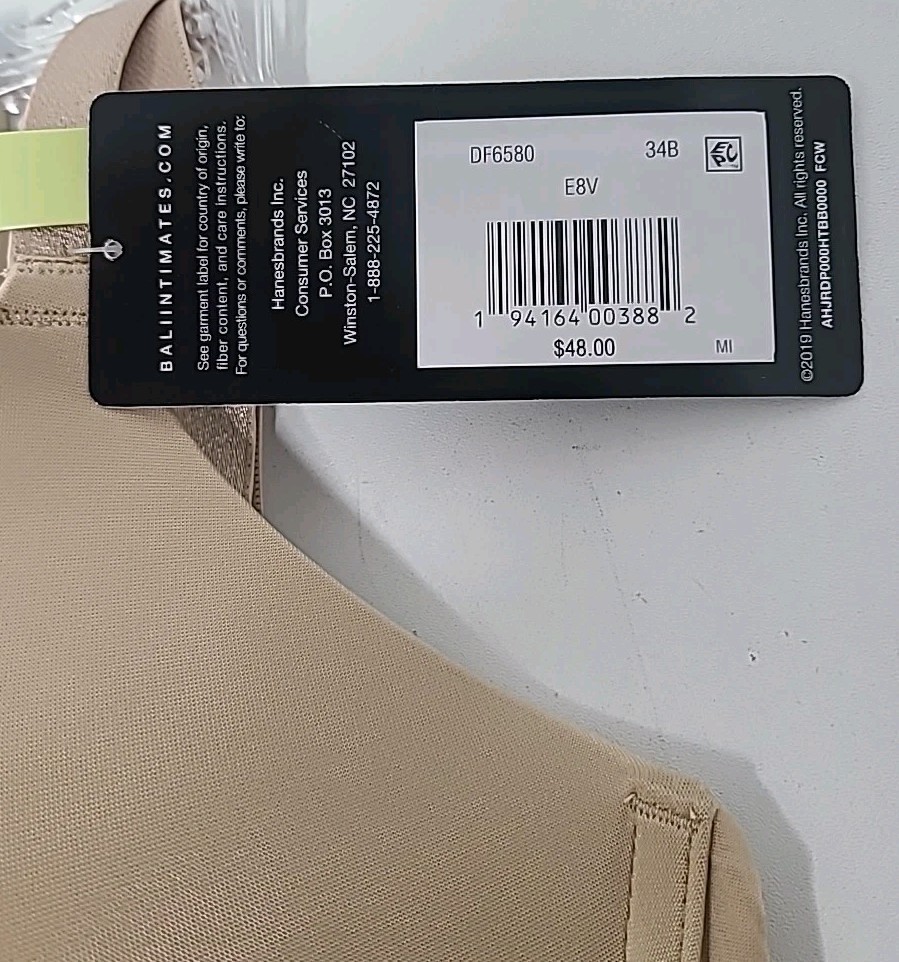 BALIINTIMATES.COM
See garment label for country of origin,
fiber content, and care instructions.
For questions or comments, please write to:
Hanesbrands Inc.
Consumer Services
P.O. Box 3013
Winston-Salem, NC 27102
1-888-225-4872
DF6580 34B
E8V
1 94164 00388 2
$48.00 MI
©2019 Hanesbrands Inc. All rights reserved.
AHJRDP000HTBB0000 FCW